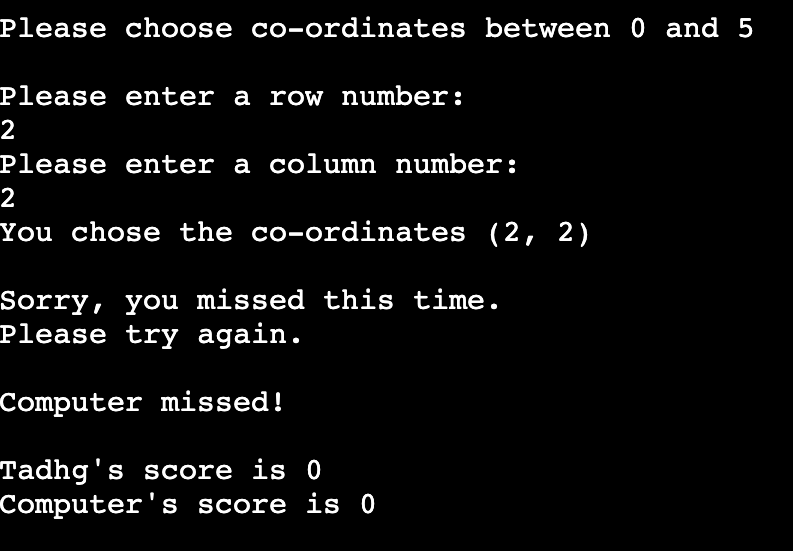 Please choose co-ordinates between 0 and 5
Please enter a row number:
2
Please enter a column number:
2
You chose the co-ordinates (2, 2)
Sorry, you missed this time.
Please try again.
Computer missed!
Tadhg's score is 0
Computer's score is 0